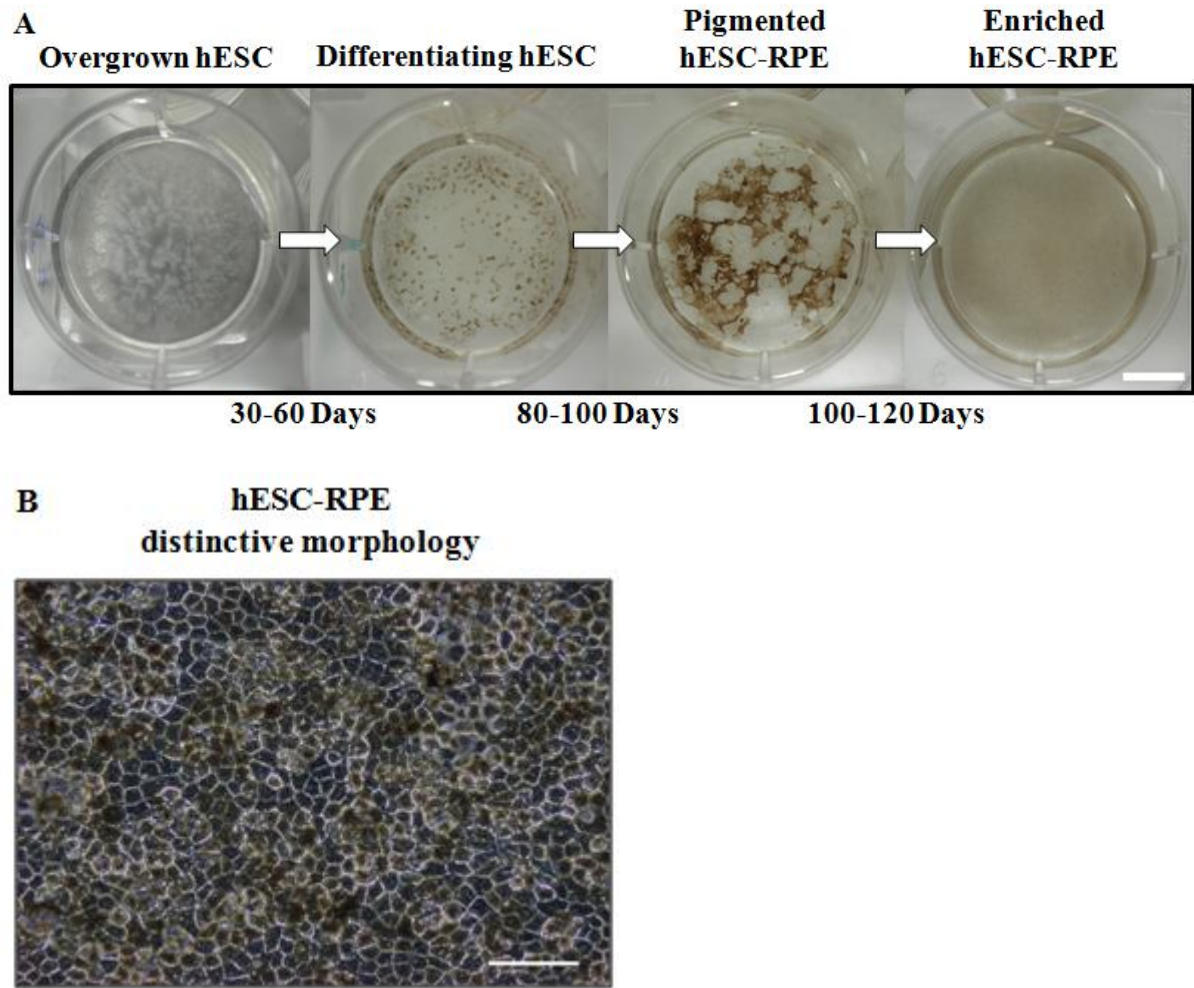 A
Overgrown hESC
Differentiating hESC
Pigmented
hESC-RPE
Enriched
hESC-RPE
30-60 Days
80-100 Days
100-120 Days
B
hESC-RPE
distinctive morphology